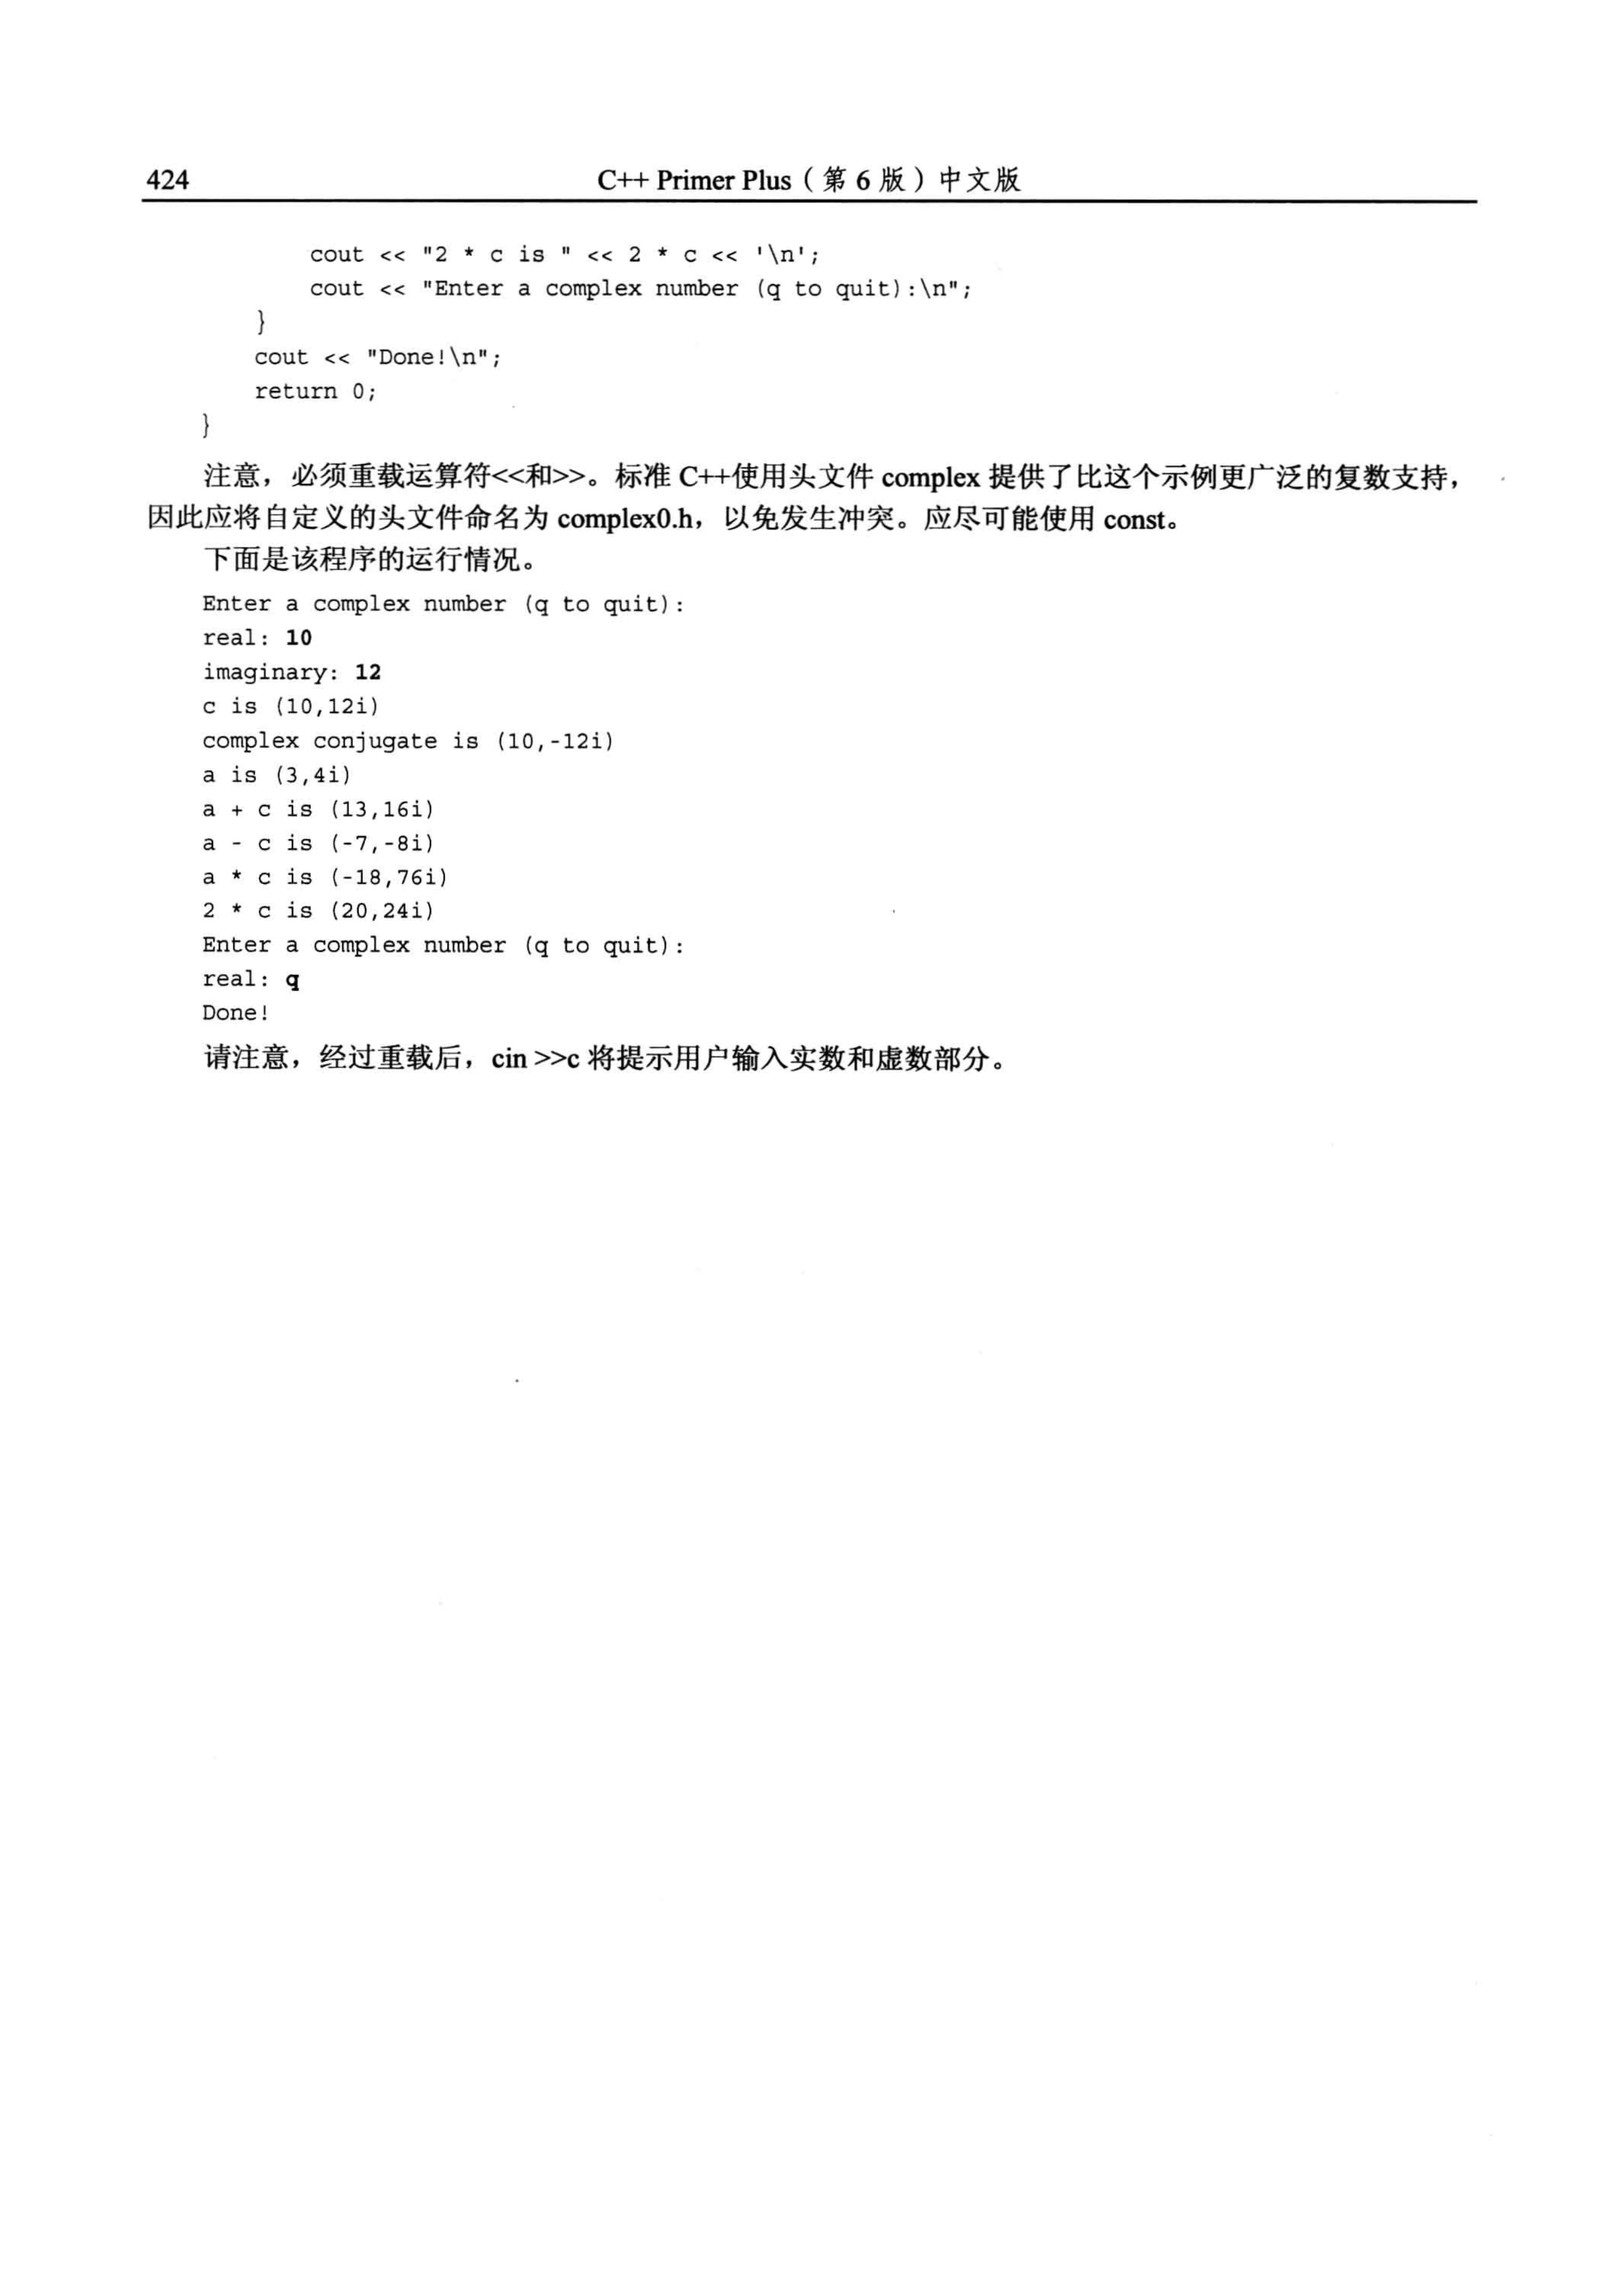 424
C++ Primer Plus（第 6 版）中文版
cout << "2 * c is " << 2 * c << '\n';
cout << "Enter a complex number (q to quit):\n";
}
cout << "Done!\n";
return 0;
}
注意，必须重载运算符<<和>>。标准 C++使用头文件 complex 提供了比这个示例更广泛的复数支持，
因此应将自定义的头文件命名为 complex0.h，以免发生冲突。应尽可能使用 const。
下面是该程序的运行情况。
Enter a complex number (q to quit):
real: 10
imaginary: 12
c is (10,12i)
complex conjugate is (10,-12i)
a is (3,4i)
a + c is (13,16i)
a - c is (-7,-8i)
a * c is (-18,76i)
2 * c is (20,24i)
Enter a complex number (q to quit):
real: q
Done!
请注意，经过重载后，cin >>c 将提示用户输入实数和虚数部分。